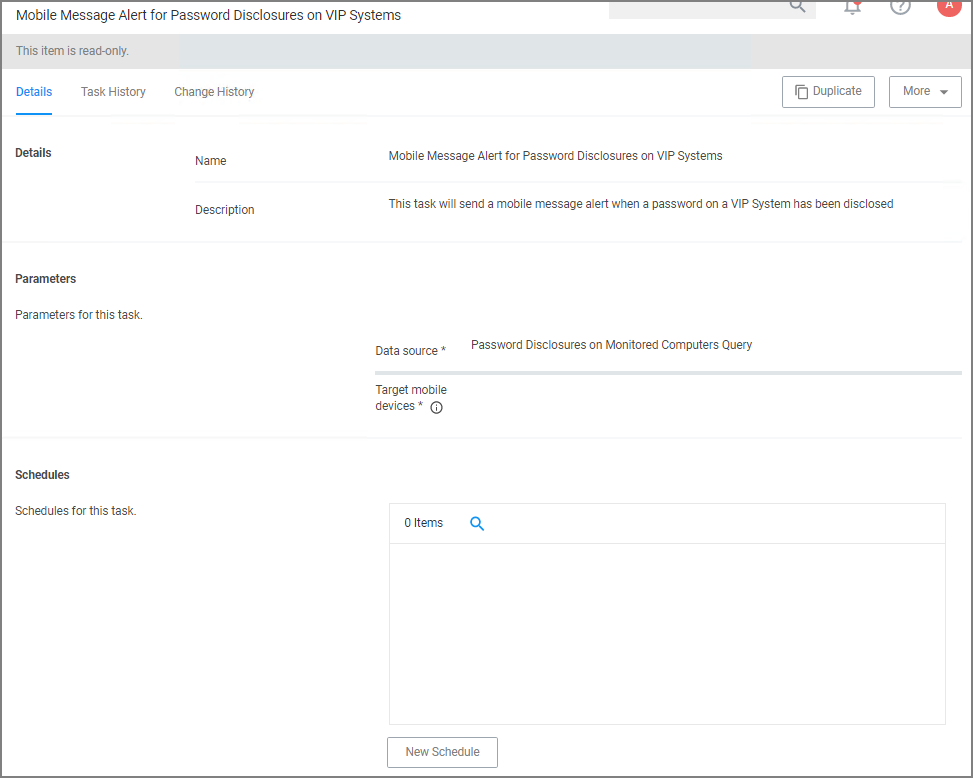 Mobile Message Alert for Password Disclosures on VIP Systems
A
This item is read-only.
Details Task History Change History Duplicate More
Details
Name Mobile Message Alert for Password Disclosures on VIP Systems
Description This task will send a mobile message alert when a password on a VIP System has been disclosed
Parameters
Parameters for this task.
Data source * Password Disclosures on Monitored Computers Query
Target mobile
devices *
Schedules
Schedules for this task.
0 Items
New Schedule